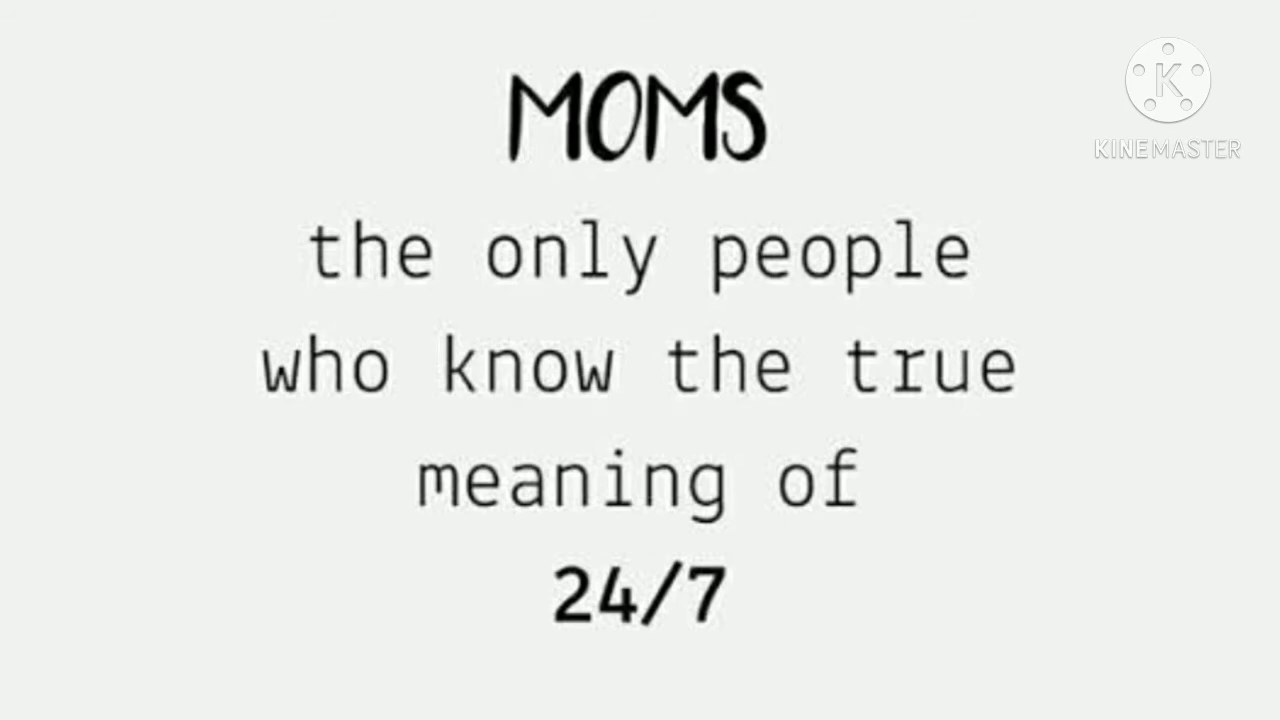 MOMS
the only people
who know the true
meaning of
24/7
K
KINEMASTER